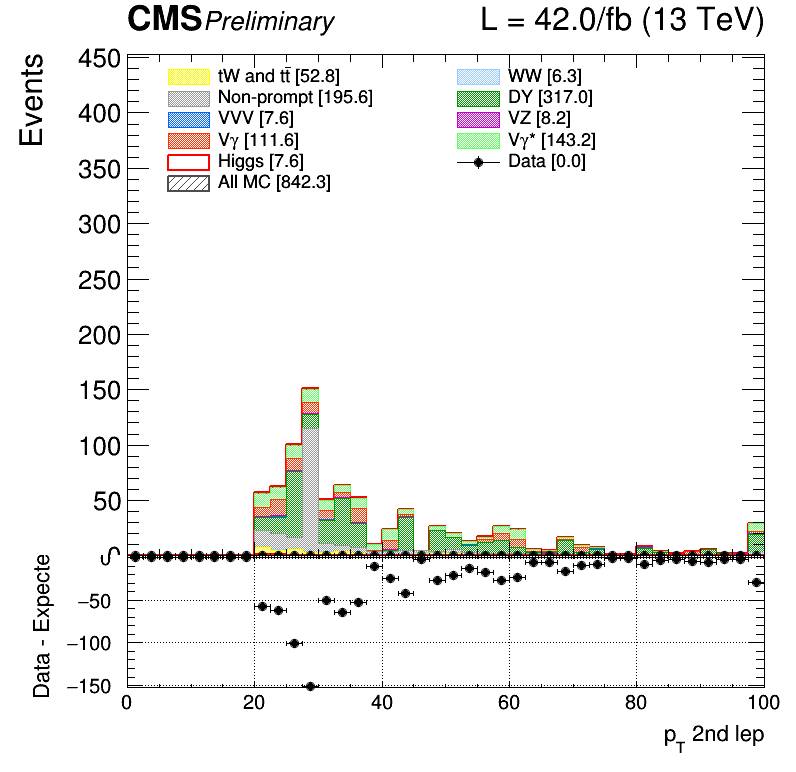 CMS Preliminary L = 42.0/fb (13 TeV)
Events
450
400
350
300
250
200
150
100
50
0
tW and tt̄ [52.8]
Non-prompt [195.6]
VVV [7.6]
Vγ [111.6]
Higgs [7.6]
All MC [842.3]
WW [6.3]
DY [317.0]
VZ [8.2]
Vγ* [143.2]
Data [0.0]
Data - Expecte
0
−50
−100
−150
0 20 40 60 80 100
pT 2nd lep